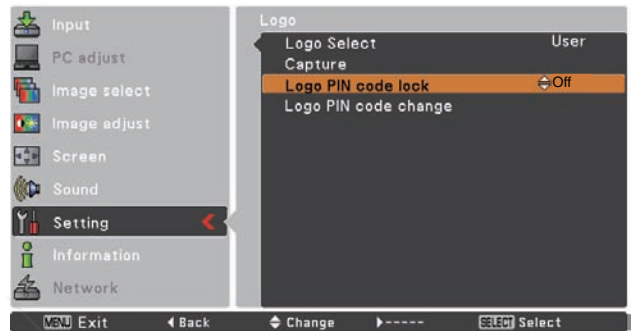 Input
PC adjust
Image select
Image adjust
Screen
Sound
Setting
Information
Network
Logo
Logo Select User
Capture
Logo PIN code lock Off
Logo PIN code change
MENU Exit Back Change ----- SELECT Select